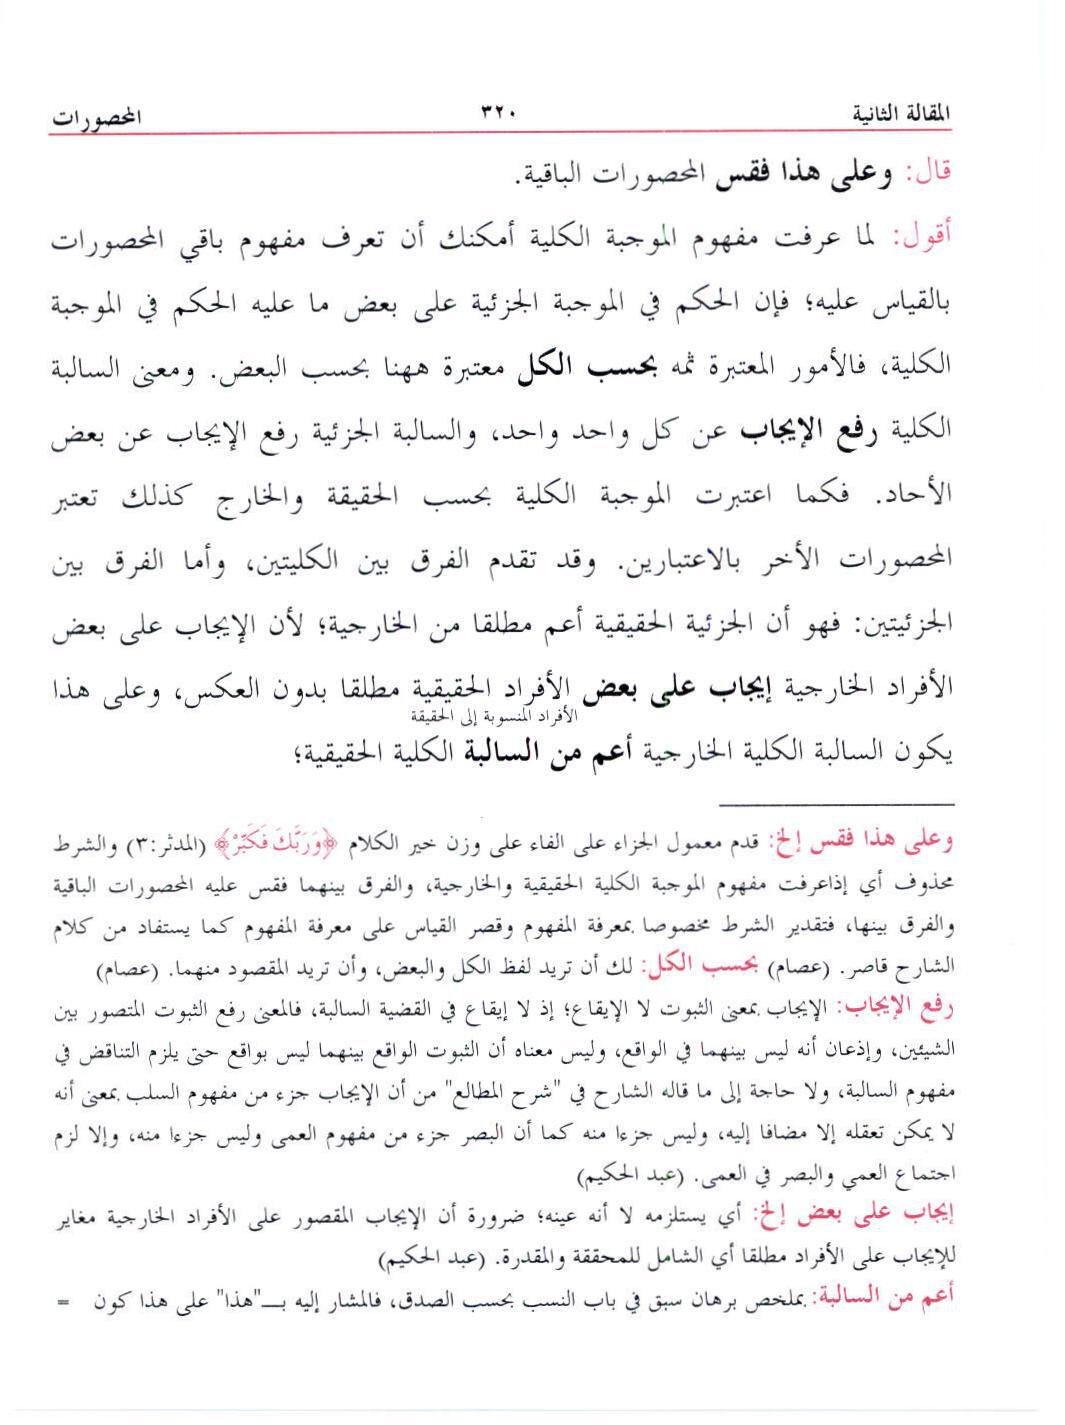 المقالة الثانية ٣٢٠ المحصورات
قال: وعلى هذا فقس المحصورات الباقية.
أقول: لما عرفت مفهوم الموجبة الكلية أمكنك أن تعرف مفهوم باقي المحصورات
بالقياس عليه؛ فإن الحكم في الموجبة الجزئية على بعض ما عليه الحكم في الموجبة
الكلية، فالأمور المعتبرة ثمه بحسب الكل معتبرة ههنا بحسب البعض. ومعنى السالبة
الكلية رفع الإيجاب عن كل واحد واحد، والسالبة الجزئية رفع الإيجاب عن بعض
الأحاد. فكما اعتبرت الموجبة الكلية بحسب الحقيقة والخارج كذلك تعتبر
المحصورات الأخر بالاعتبارين. وقد تقدم الفرق بين الكليتين، وأما الفرق بين
الجزئيتين: فهو أن الجزئية الحقيقية أعم مطلقا من الخارجية؛ لأن الإيجاب على بعض
الأفراد الخارجية إيجاب على بعض الأفراد الحقيقية مطلقا بدون العكس، وعلى هذا
الأفراد المنسوبة إلى الحقيقة
يكون السالبة الكلية الخارجية أعم من السالبة الكلية الحقيقية؛
وعلى هذا فقس إلخ: قدم معمول الجزاء على الفاء على وزن خير الكلام ﴿وَرَبَّكَ فَكَبِّرْ﴾ (المدثر:٣) والشرط
محذوف أي إذاعرفت مفهوم الموجبة الكلية الحقيقية والخارجية، والفرق بينهما فقس عليه المحصورات الباقية
والفرق بينها، فتقدير الشرط مخصوصا بمعرفة المفهوم وقصر القياس على معرفة المفهوم كما يستفاد من كلام
الشارح قاصر. (عصام) بحسب الكل: لك أن تريد لفظ الكل والبعض، وأن تريد المقصود منهما. (عصام)
رفع الإيجاب: الإيجاب بمعنى الثبوت لا الإيقاع؛ إذ لا إيقاع في القضية السالبة، فالمعنى رفع الثبوت المتصور بين
الشيئين، وإذعان أنه ليس بينهما في الواقع، وليس معناه أن الثبوت الواقع بينهما ليس بواقع حتى يلزم التناقض في
مفهوم السالبة، ولا حاجة إلى ما قاله الشارح في "شرح المطالع" من أن الإيجاب جزء من مفهوم السلب بمعنى أنه
لا يمكن تعقله إلا مضافا إليه، وليس جزءا منه كما أن البصر جزء من مفهوم العمى وليس جزءا منه، وإلا لزم
اجتماع العمي والبصر في العمى. (عبد الحكيم)
إيجاب على بعض إلخ: أي يستلزمه لا أنه عينه؛ ضرورة أن الإيجاب المقصور على الأفراد الخارجية مغاير
للإيجاب على الأفراد مطلقا أي الشامل للمحققة والمقدرة. (عبد الحكيم)
أعم من السالبة: بملخص برهان سبق في باب النسب بحسب الصدق، فالمشار إليه بـ"هذا" على هذا كون =